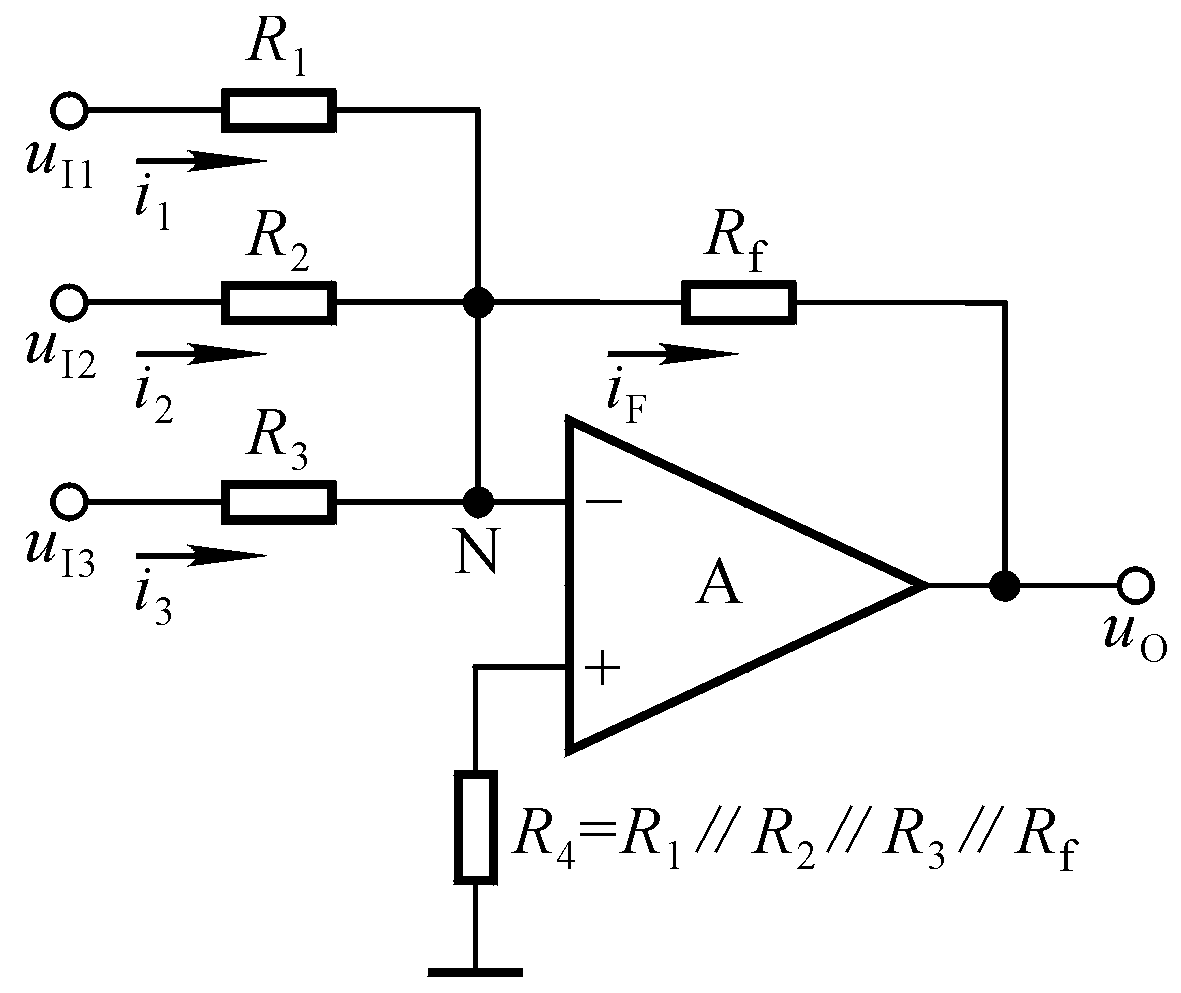 R1
uI1
i1
R2
Rf
uI2
i2
iF
R3
−
uI3
N
i3
A
uO
+
R4=R1//R2//R3//Rf